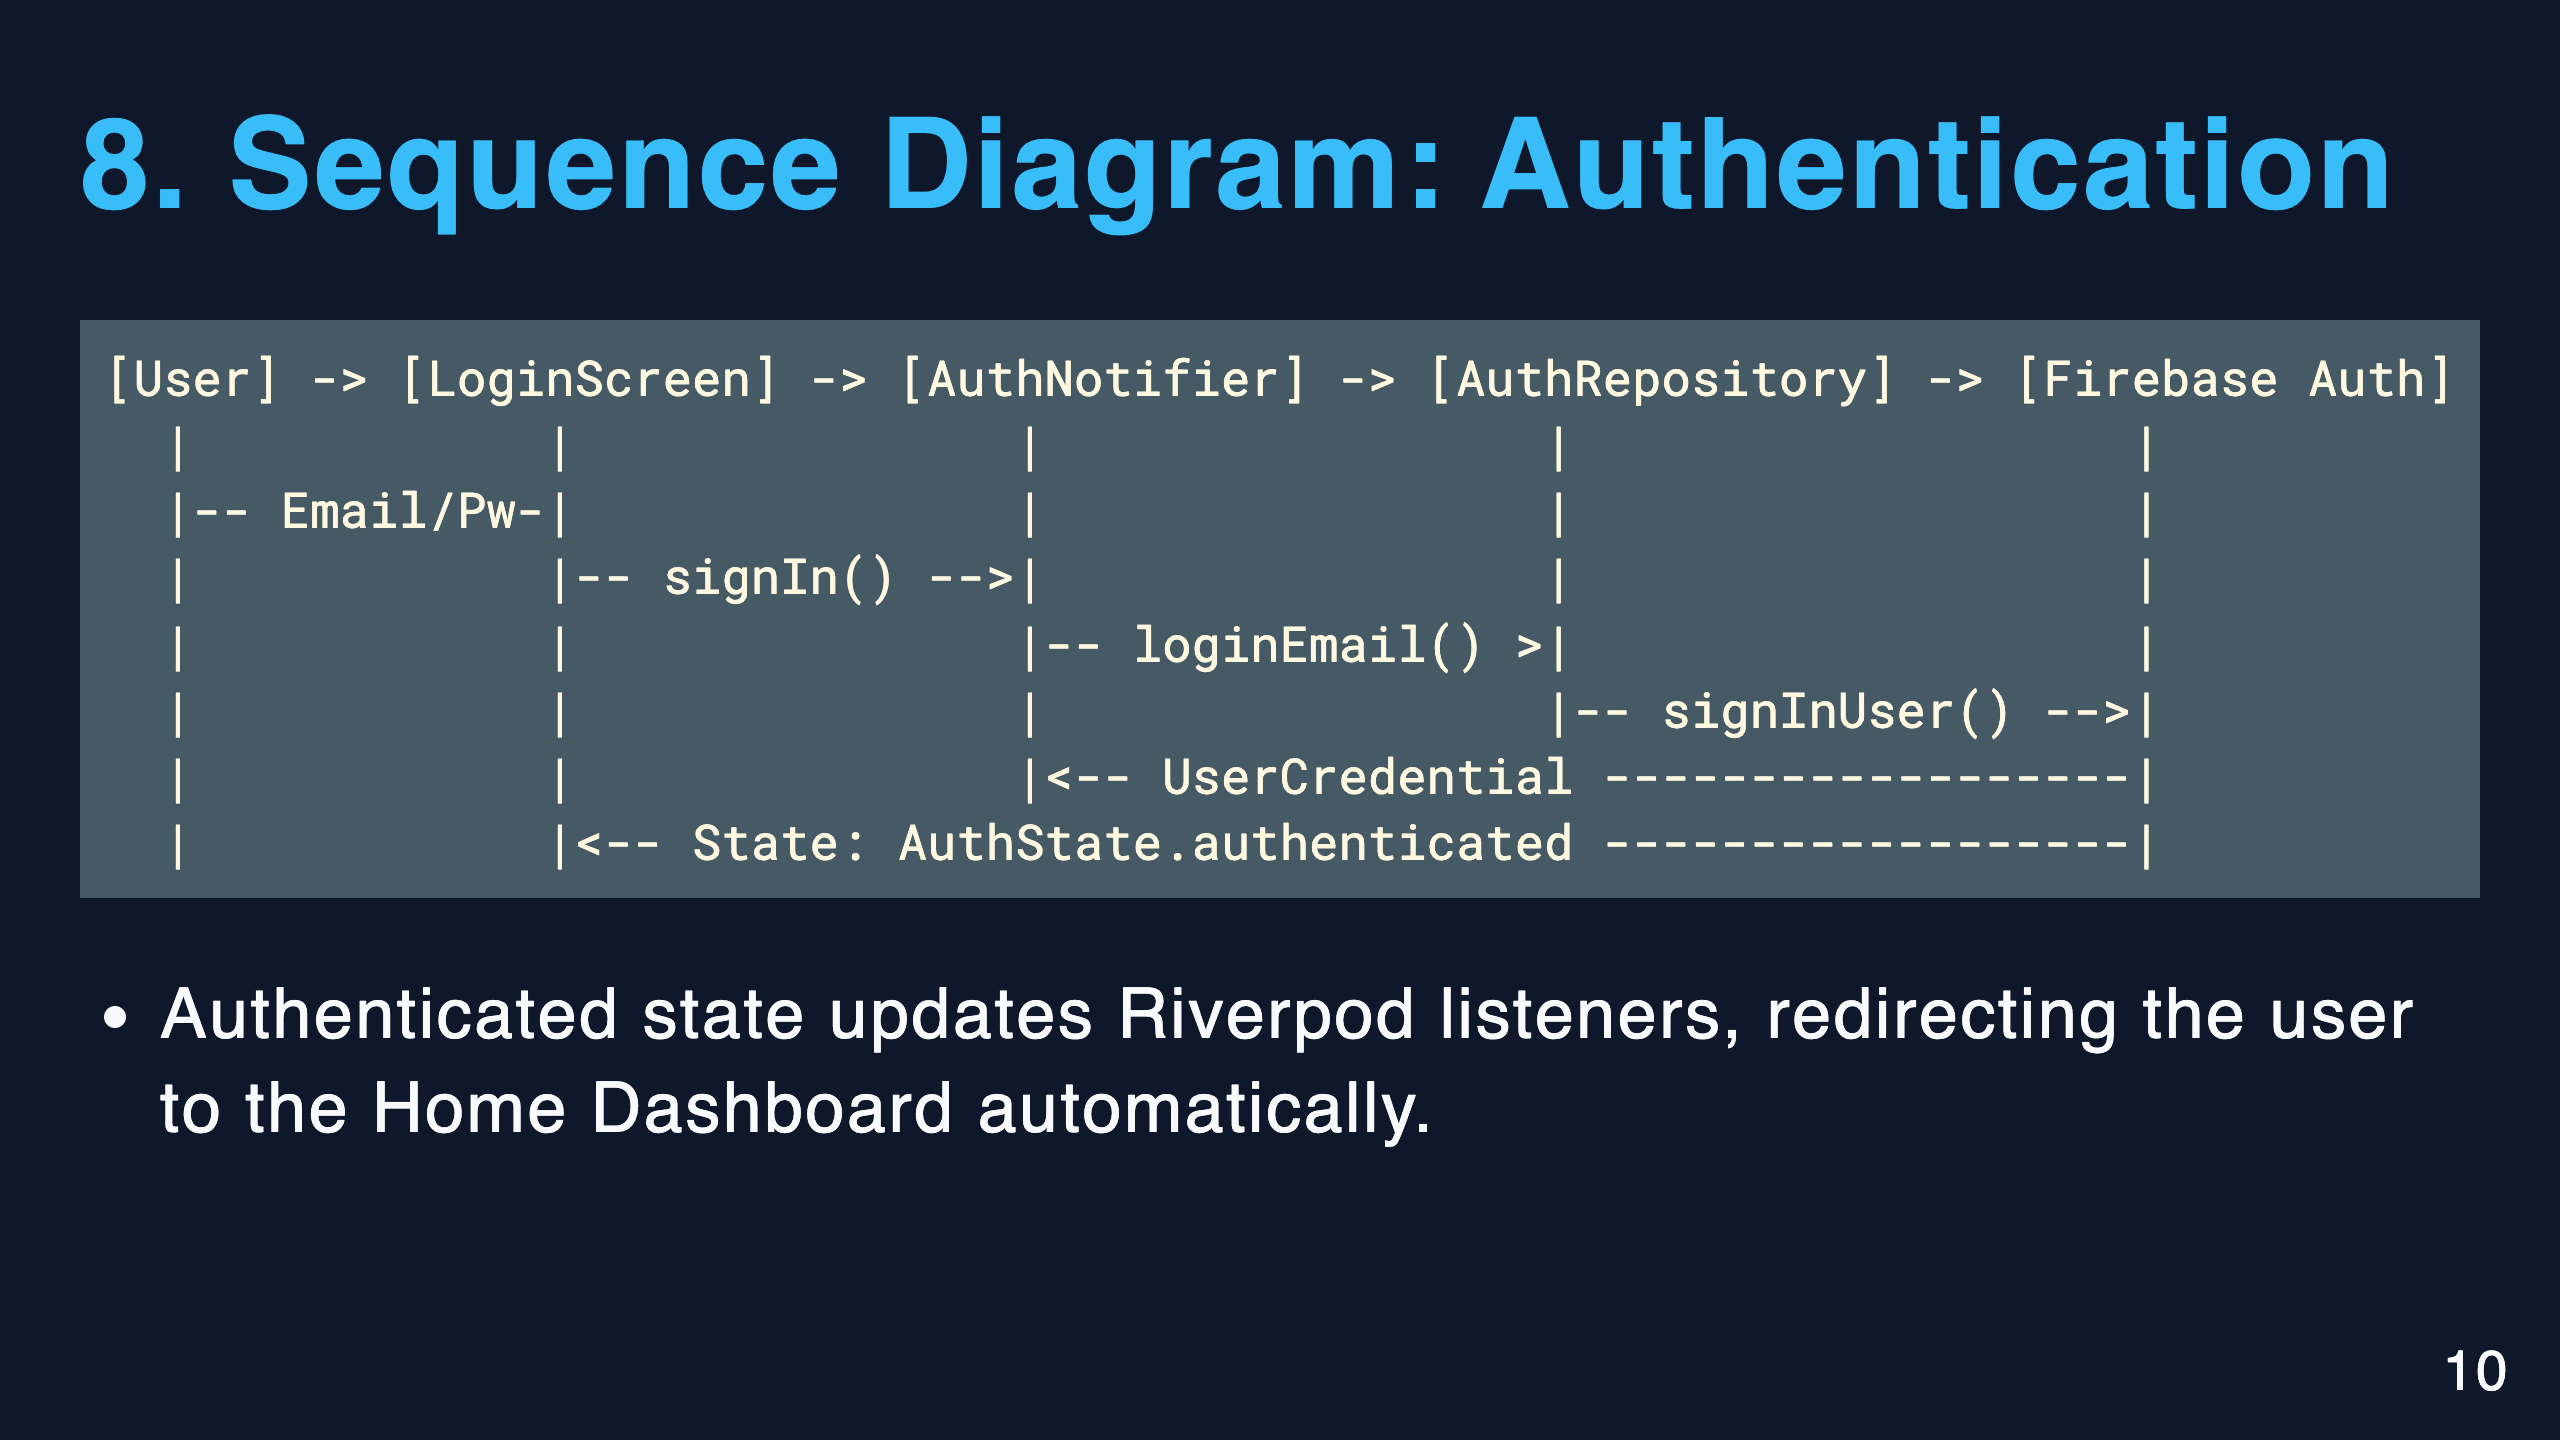 8. Sequence Diagram: Authentication
[User] -> [LoginScreen] -> [AuthNotifier] -> [AuthRepository] -> [Firebase Auth]
  |            |               |                 |                   |
  |-- Email/Pw-|               |                 |                   |
  |            |-- signIn() -->|                 |                   |
  |            |               |-- loginEmail() >|                   |
  |            |               |                 |-- signInUser() -->|
  |            |               |<-- UserCredential ------------------|
  |            |<-- State: AuthState.authenticated ------------------|
• Authenticated state updates Riverpod listeners, redirecting the user
to the Home Dashboard automatically.
10